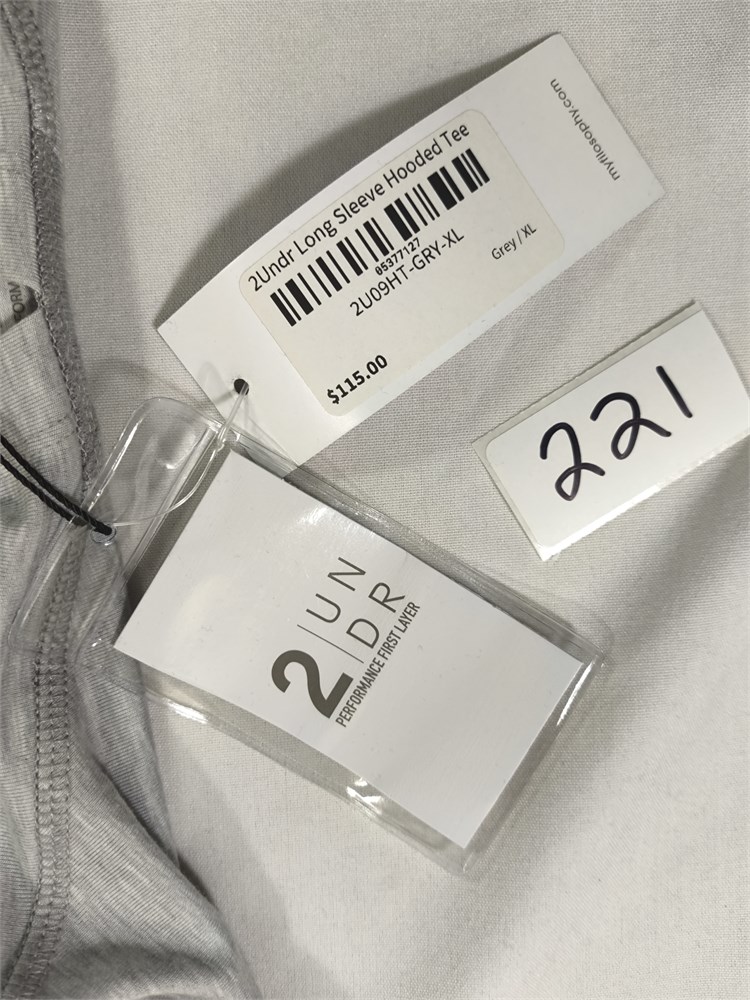 myfilosophy.com
2Undr Long Sleeve Hooded Tee
05377127
2U09HT-GRY-XL
Grey / XL
$115.00
221
2 UN
DR
PERFORMANCE FIRST LAYER